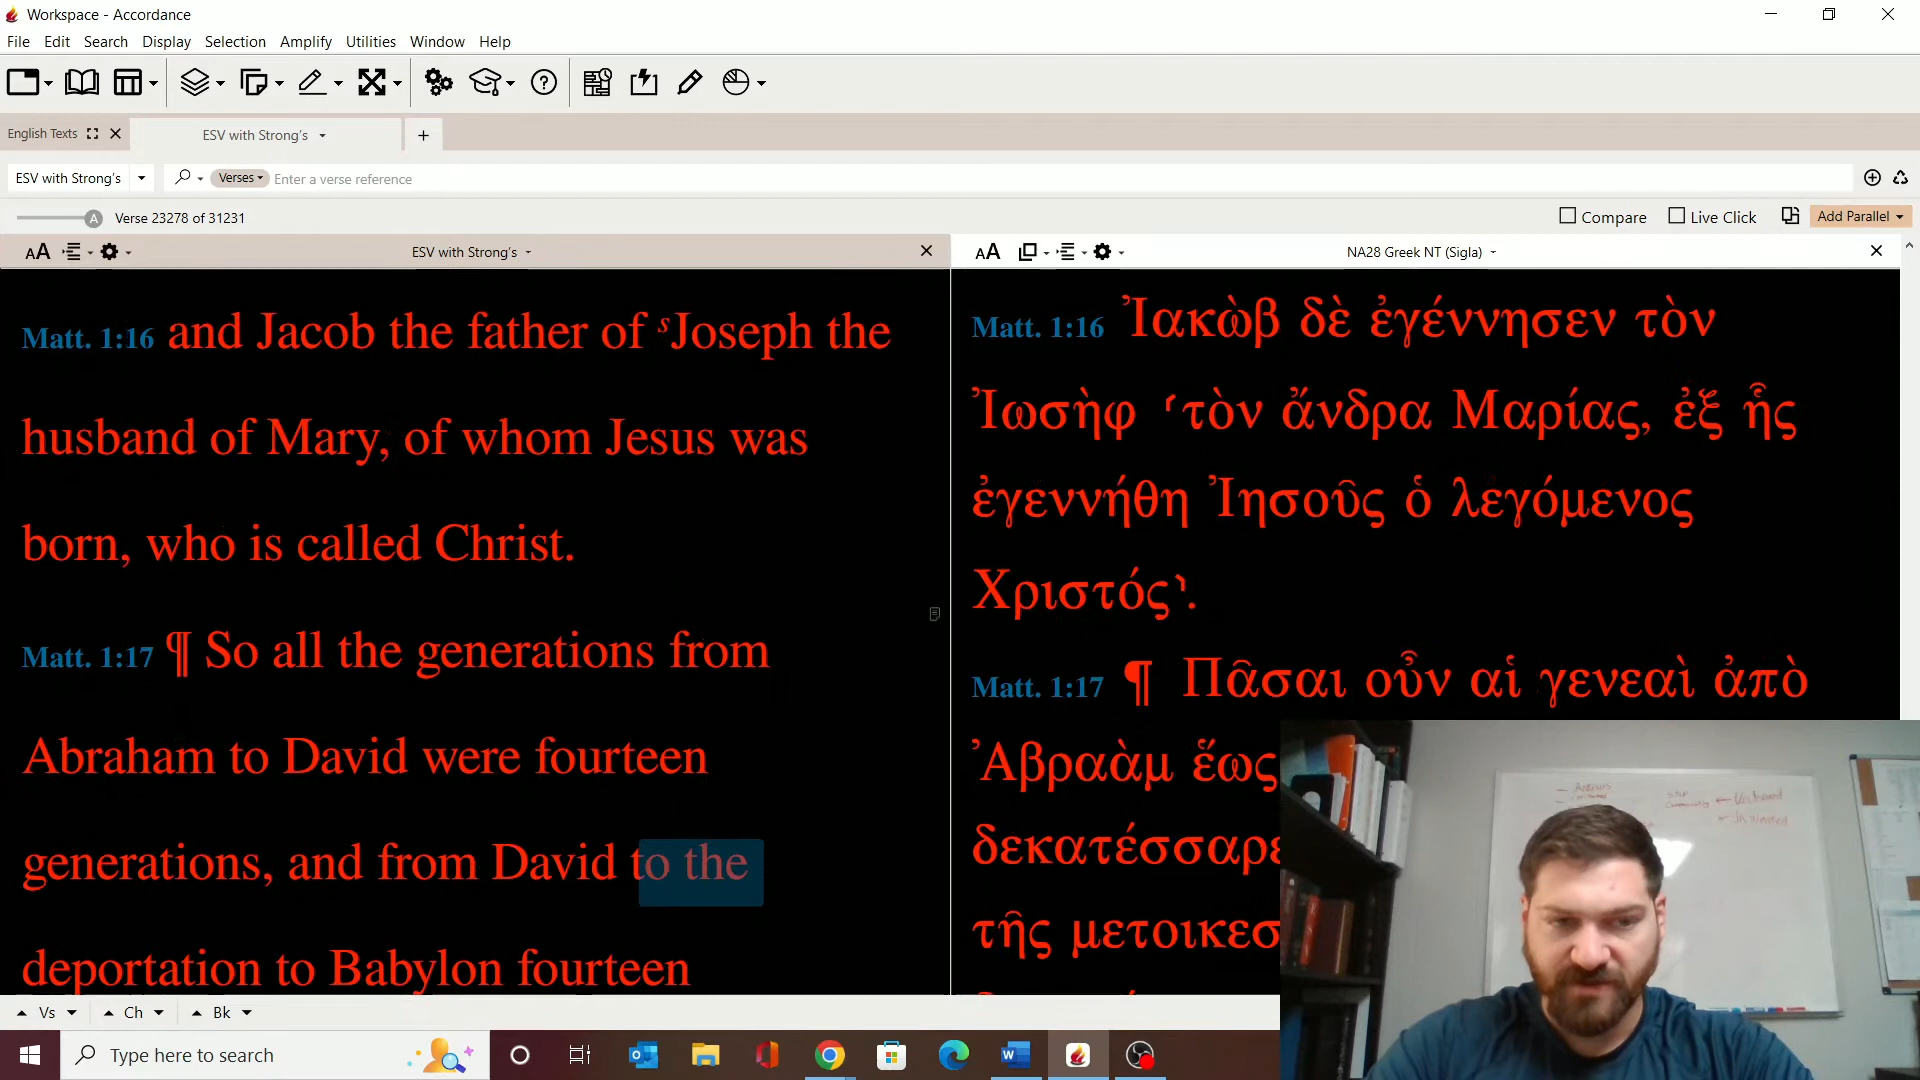 Workspace - Accordance
File Edit Search Display Selection Amplify Utilities Window Help
English Texts
ESV with Strong's
ESV with Strong's
Verses
Enter a verse reference
A
Verse 23278 of 31231
Compare
Live Click
Add Parallel
AA
ESV with Strong's
Matt. 1:16 and Jacob the father of ˢJoseph the
husband of Mary, of whom Jesus was
born, who is called Christ.
Matt. 1:17 ¶ So all the generations from
Abraham to David were fourteen
generations, and from David to the
deportation to Babylon fourteen
AA
NA28 Greek NT (Sigla)
Matt. 1:16 Ἰακὼβ δὲ ἐγέννησεν τὸν
Ἰωσὴφ ⸂τὸν ἄνδρα Μαρίας, ἐξ ἧς
ἐγεννήθη Ἰησοῦς ὁ λεγόμενος
Χριστός⸃.
Matt. 1:17 ¶ Πᾶσαι οὖν αἱ γενεαὶ ἀπὸ
Ἀβραὰμ ἕως
δεκατέσσαρε
τῆς μετοικεσ
Vs Ch Bk
Type here to search